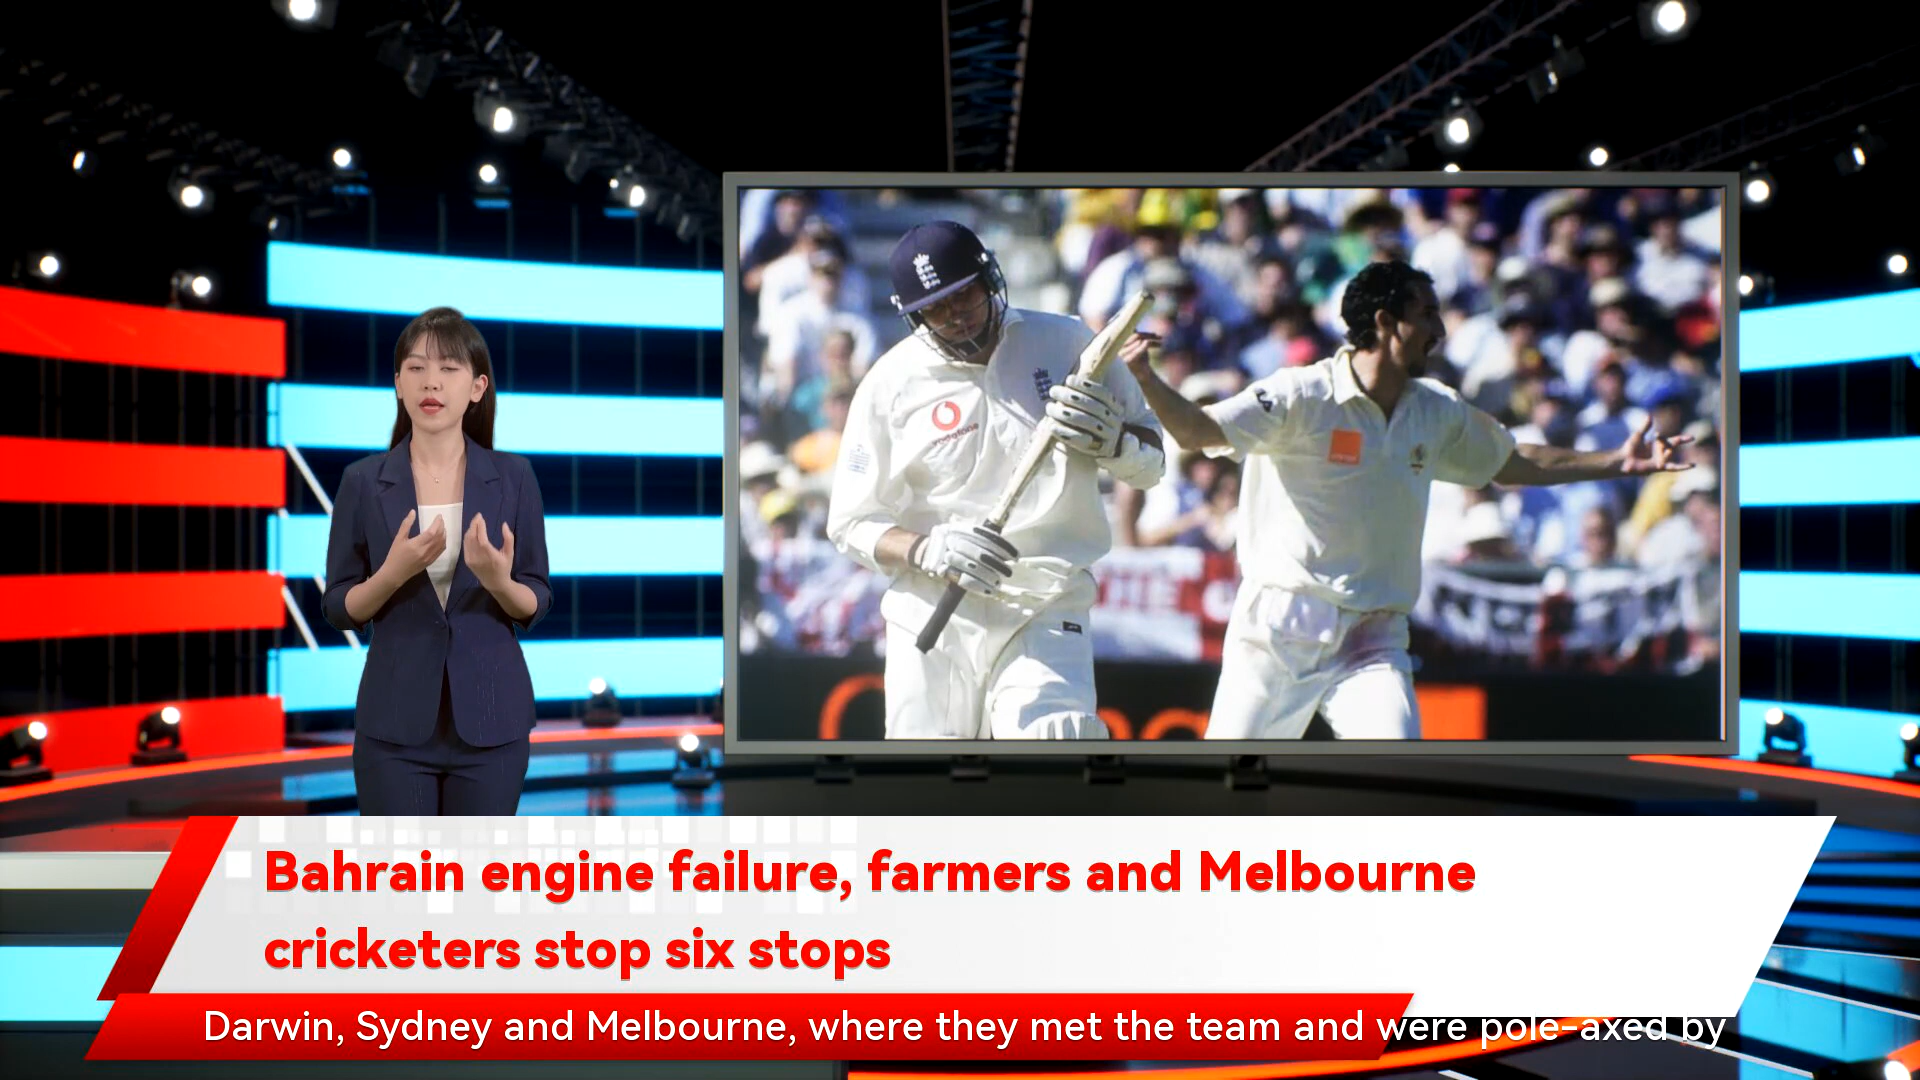 vodafone
Bahrain engine failure, farmers and Melbourne
cricketers stop six stops
Darwin, Sydney and Melbourne, where they met the team and were pole-axed by